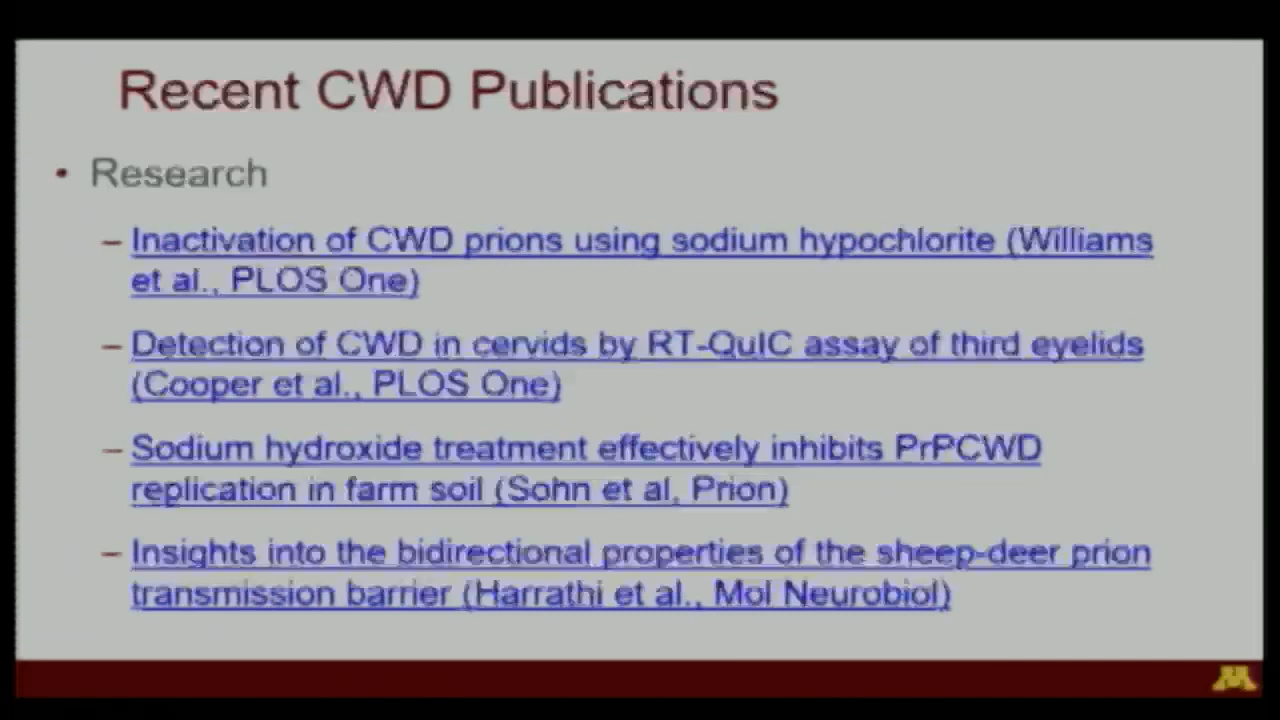 Recent CWD Publications
• Research
– Inactivation of CWD prions using sodium hypochlorite (Williams
et al., PLOS One)
– Detection of CWD in cervids by RT-QuIC assay of third eyelids
(Cooper et al., PLOS One)
– Sodium hydroxide treatment effectively inhibits PrPCWD
replication in farm soil (Sohn et al, Prion)
– Insights into the bidirectional properties of the sheep-deer prion
transmission barrier (Harrathi et al., Mol Neurobiol)
M